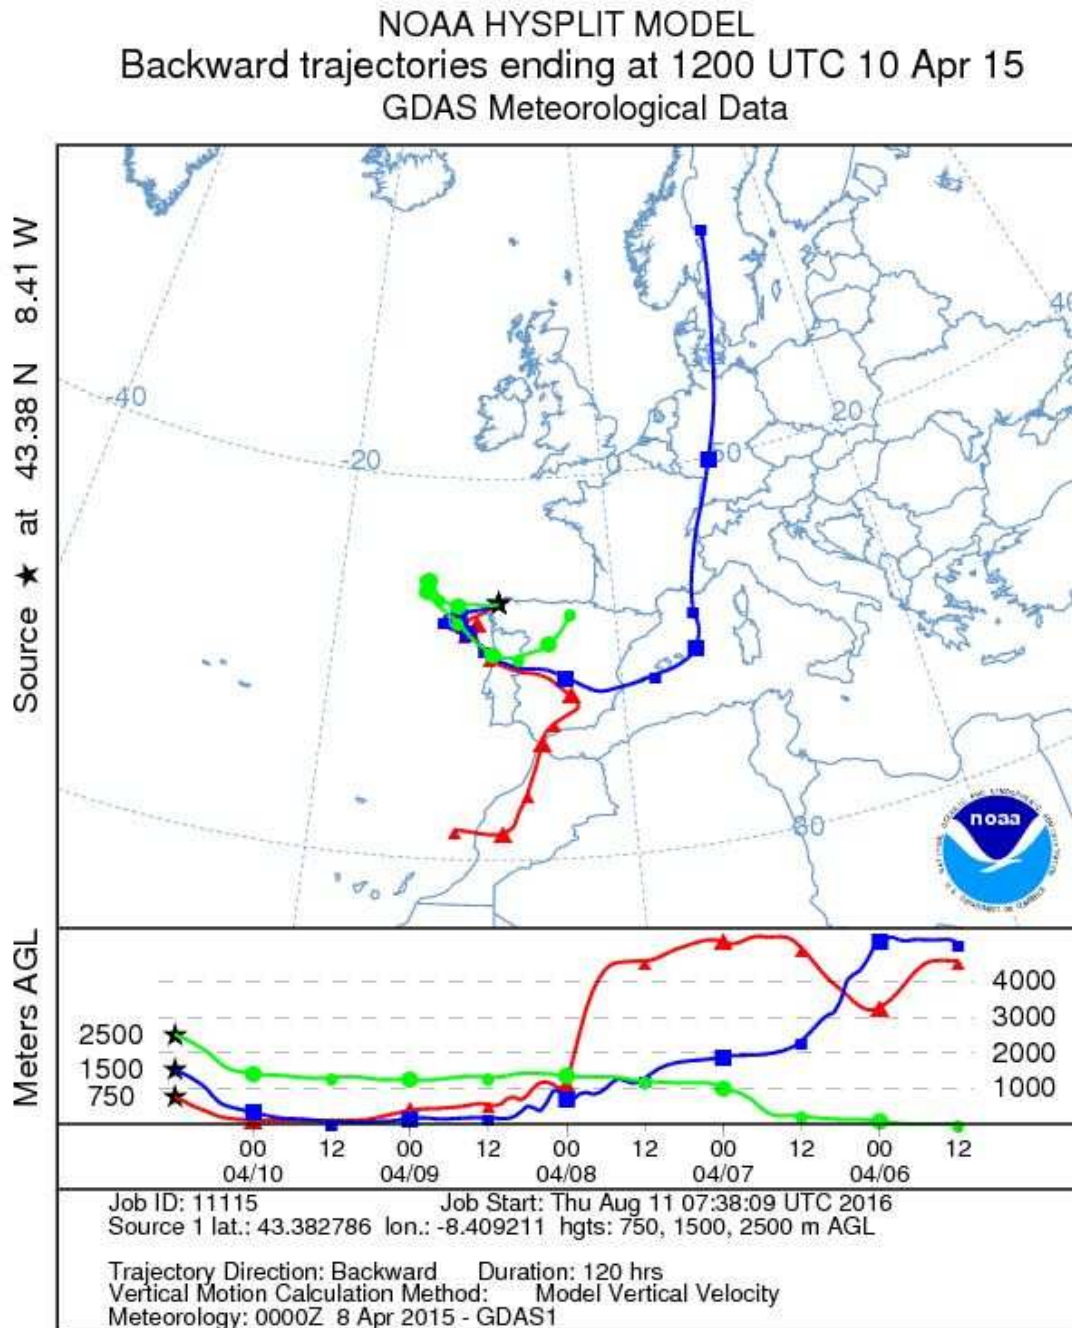 NOAA HYSPLIT MODEL
Backward trajectories ending at 1200 UTC 10 Apr 15
GDAS Meteorological Data
Source ★ at 43.38 N 8.41 W
-40
-20
0
50
20
40
30
noaa
Meters AGL
2500
1500
750
4000
3000
2000
1000
00 12 00 12 00 12 00 12 00 12
04/10 04/09 04/08 04/07 04/06
Job ID: 11115 Job Start: Thu Aug 11 07:38:09 UTC 2016
Source 1 lat.: 43.382786 lon.: -8.409211 hgts: 750, 1500, 2500 m AGL
Trajectory Direction: Backward Duration: 120 hrs
Vertical Motion Calculation Method: Model Vertical Velocity
Meteorology: 0000Z 8 Apr 2015 - GDAS1